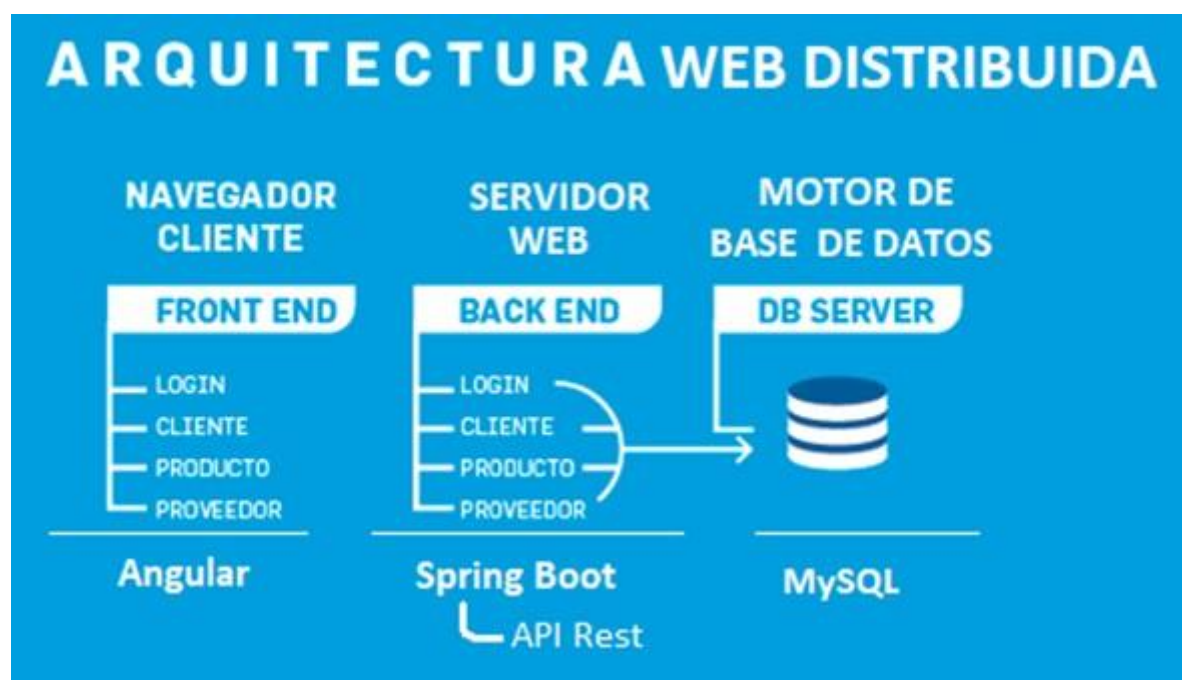 ARQUITECTURA WEB DISTRIBUIDA
NAVEGADOR
CLIENTE
FRONT END
LOGIN
CLIENTE
PRODUCTO
PROVEEDOR
Angular
SERVIDOR
WEB
BACK END
LOGIN
CLIENTE
PRODUCTO
PROVEEDOR
Spring Boot
API Rest
MOTOR DE
BASE DE DATOS
DB SERVER
MySQL